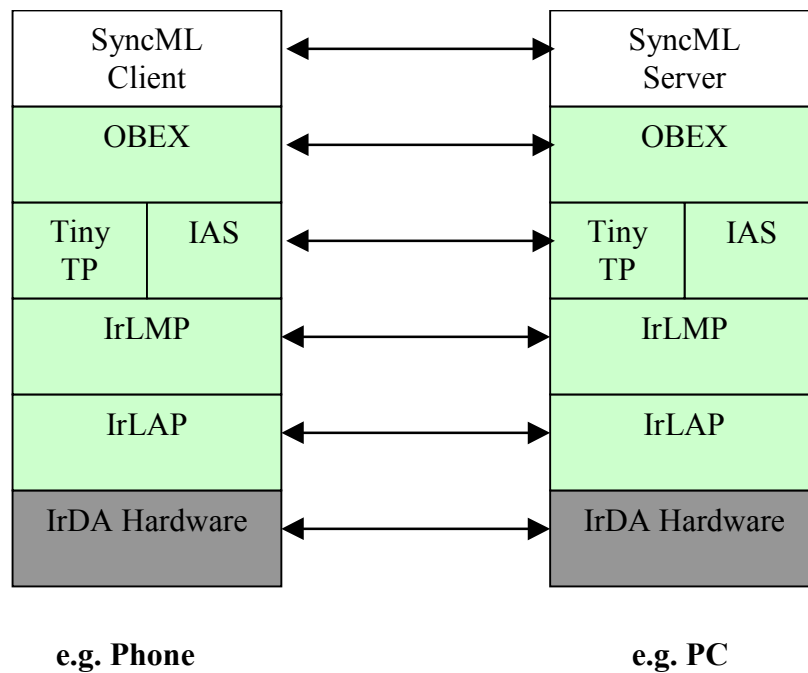 SyncML
Client
SyncML
Server
OBEX
OBEX
Tiny
TP
IAS
Tiny
TP
IAS
IrLMP
IrLMP
IrLAP
IrLAP
IrDA Hardware
IrDA Hardware
e.g. Phone
e.g. PC